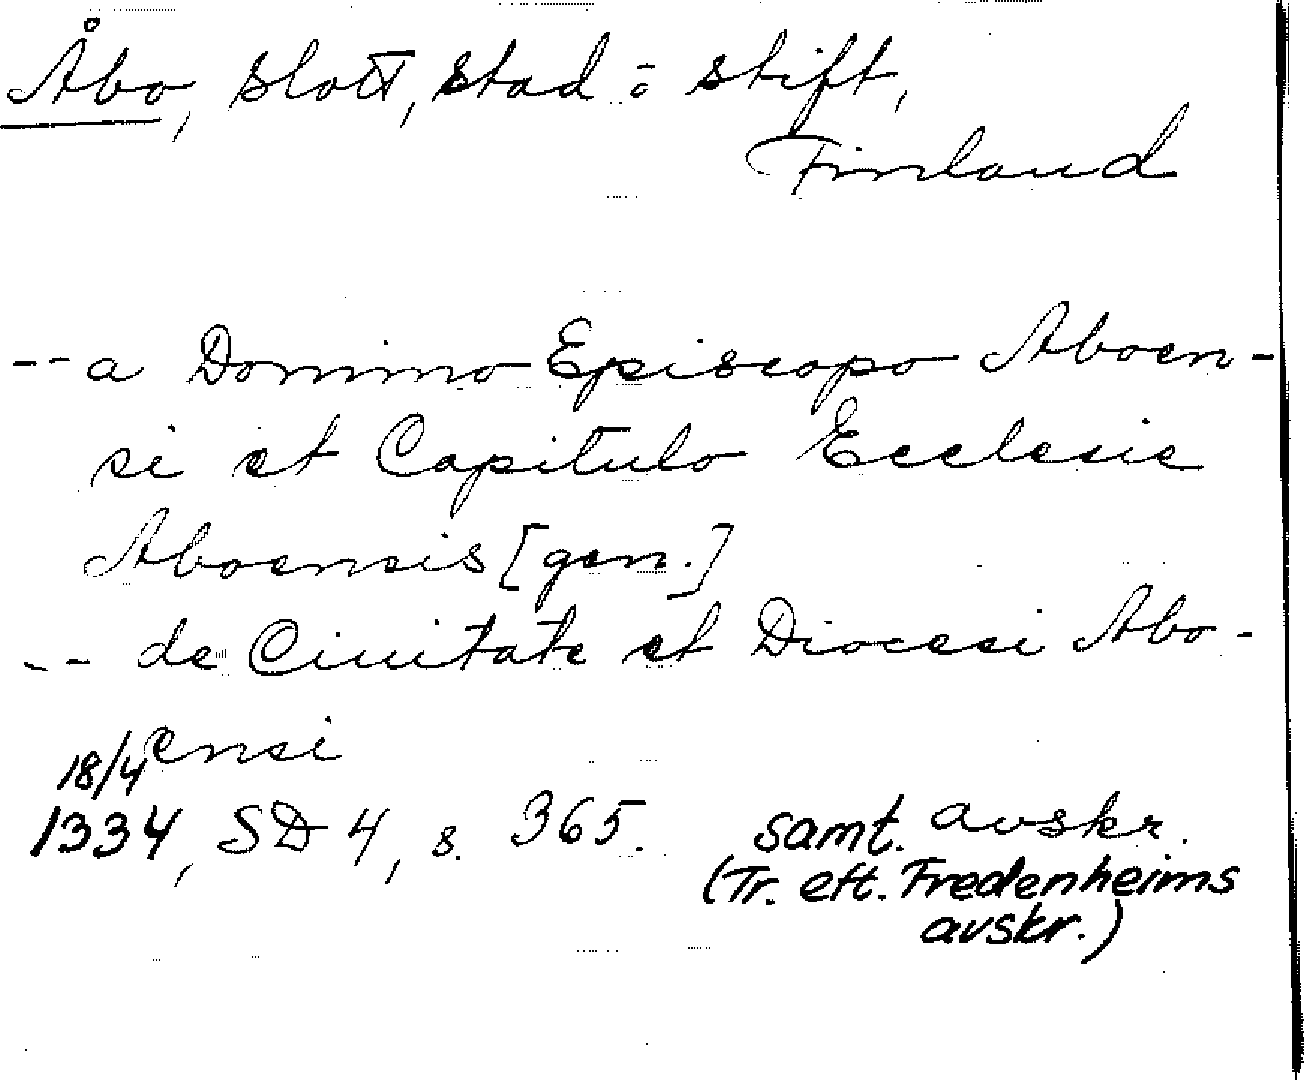 Åbo, slott, stad o. stift,
Finland
-- a Domino Episcopo Aboen-
si et Capitulo Ecclesie
Aboensis [gen.]
-- de Ciuitate et Diocesi Abo-
ensi
18/4
1334, SD 4, s. 365. samt. avskr.
(Tr. eft. Fredenheims
avskr.)